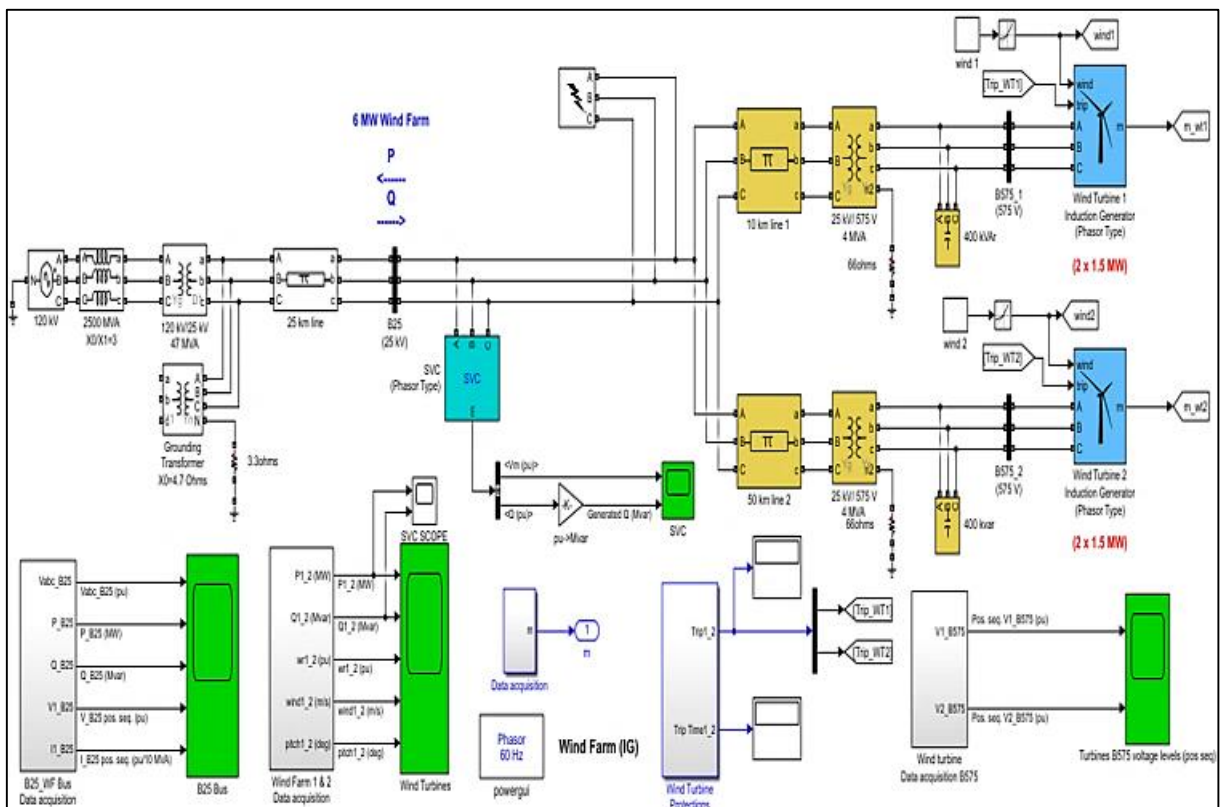 wind 1
wind1
[Trip_WT1]
wind
trip
A
B
C
m
m_wt1
Wind Turbine 1
Induction Generator
(Phasor Type)
(2 x 1.5 MW)
B575_1
(575 V)
400 kVAr
66ohms
25 kV/ 575 V
4 MVA
10 km line 1
A
B
C
a
b
c
π
A
B
C
6 MW Wind Farm
P
<-----
Q
----->
N
A
B
C
120 kV
2500 MVA
X0/X1=3
120 kV/25 kV
47 MVA
25 km line
π
B25
(25 kV)
SVC
(Phasor Type)
SVC
Grounding
Transformer
X0=4.7 Ohms
3.3ohms
<Vm (pu)>
<Q (pu)>
-K-
pu->Mvar
Generated Q (Mvar)
SVC
wind 2
wind2
[Trip_WT2]
wind
trip
A
B
C
m
m_wt2
Wind Turbine 2
Induction Generator
(Phasor Type)
(2 x 1.5 MW)
B575_2
(575 V)
400 kvar
66ohms
25 kV/ 575 V
4 MVA
50 km line 2
π
Vabc_B25
Vabc_B25 (pu)
P_B25
P_B25 (MW)
Q_B25
Q_B25 (Mvar)
V1_B25
V_B25 pos. seq. (pu)
I1_B25
I_B25 pos. seq. (pu/10 MVA)
B25_WF Bus
Data acquisition
B25 Bus
SVC SCOPE
P1_2 (MW)
P1_2 (MW)
Q1_2 (Mvar)
Q1_2 (Mvar)
wr1_2 (pu)
wr1_2 (pu)
wind1_2 (m/s)
wind1_2 (m/s)
pitch1_2 (deg)
pitch1_2 (deg)
Wind Farm 1 & 2
Data acquisition
Wind Turbines
m
1
m
Data acquisition
Phasor
60 Hz
powergui
Wind Farm (IG)
Trip1_2
Trip Time1_2
Wind Turbine
Protections
[Trip_WT1]
[Trip_WT2]
V1_B575
Pos. seq. V1_B575 (pu)
V2_B575
Pos. seq. V2_B575 (pu)
Wind turbine
Data acquisition B575
Turbines B575 voltage levels (pos seq)